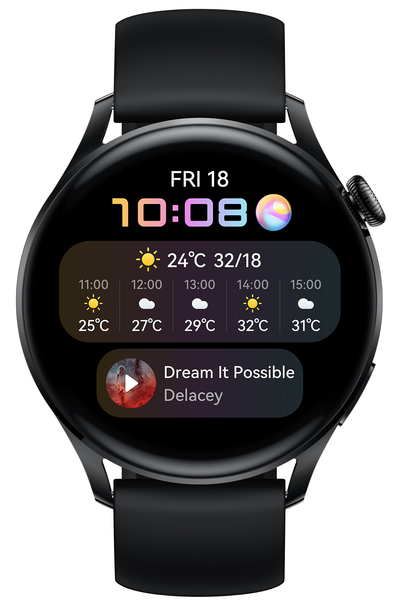 FRI 18
10:08
24℃ 32/18
11:00 12:00 13:00 14:00 15:00
25℃ 27℃ 29℃ 32℃ 31℃
Dream It Possible
Delacey